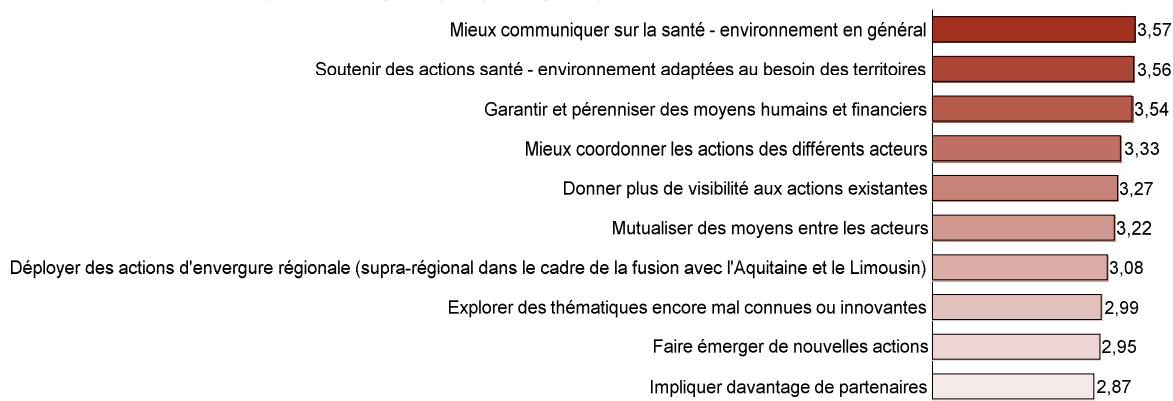 Mieux communiquer sur la santé - environnement en général 3,57
Soutenir des actions santé - environnement adaptées au besoin des territoires 3,56
Garantir et pérenniser des moyens humains et financiers 3,54
Mieux coordonner les actions des différents acteurs 3,33
Donner plus de visibilité aux actions existantes 3,27
Mutualiser des moyens entre les acteurs 3,22
Déployer des actions d'envergure régionale (supra-régional dans le cadre de la fusion avec l'Aquitaine et le Limousin) 3,08
Explorer des thématiques encore mal connues ou innovantes 2,99
Faire émerger de nouvelles actions 2,95
Impliquer davantage de partenaires 2,87